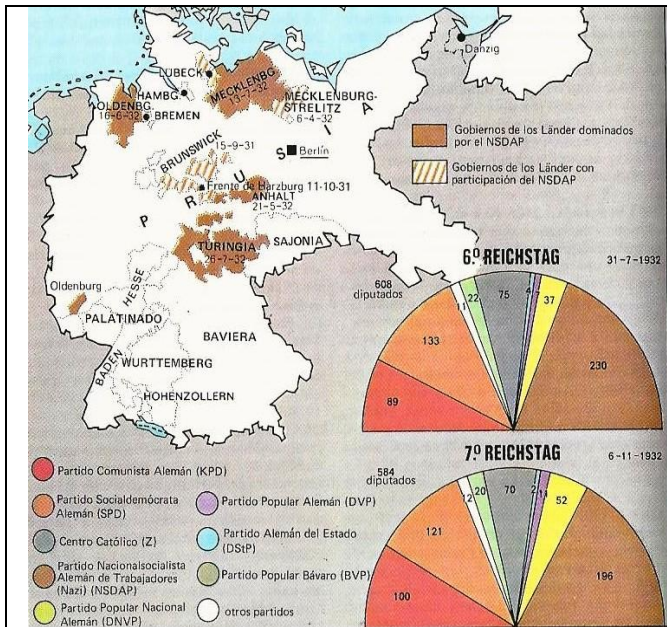 Danzig
LÜBECK
HAMBG.
MECKLENBG.
13-7-32
MECKLENBURG-
STRELITZ
6-4-32
OLDENBG.
16-6-32
BREMEN
BRUNSWICK
15-9-31
Berlín
Frente de Harzburg 11-10-31
ANHALT
21-5-32
P R U S I A
TURINGIA
26-7-32
SAJONIA
Oldenburg
HESSE
PALATINADO
BAVIERA
BADEN
WURTTEMBERG
HOHENZOLLERN
Gobiernos de los Länder dominados
por el NSDAP
Gobiernos de los Länder con
participación del NSDAP
6º REICHSTAG
31-7-1932
608
diputados
89
133
11
22
75
4
37
230
7º REICHSTAG
6-11-1932
584
diputados
100
121
12
20
70
2
11
52
196
Partido Comunista Alemán (KPD)
Partido Socialdemócrata
Alemán (SPD)
Centro Católico (Z)
Partido Nacionalsocialista
Alemán de Trabajadores
(Nazi) (NSDAP)
Partido Popular Nacional
Alemán (DNVP)
Partido Popular Alemán (DVP)
Partido Alemán del Estado
(DStP)
Partido Popular Bávaro (BVP)
otros partidos